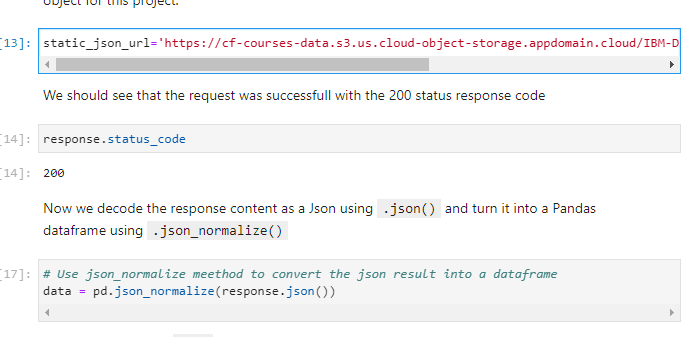 object for this project.
[13]: static_json_url='https://cf-courses-data.s3.us.cloud-object-storage.appdomain.cloud/IBM-D
We should see that the request was successfull with the 200 status response code
[14]: response.status_code
[14]: 200
Now we decode the response content as a Json using .json() and turn it into a Pandas
dataframe using .json_normalize()
[17]: # Use json_normalize meethod to convert the json result into a dataframe
data = pd.json_normalize(response.json())